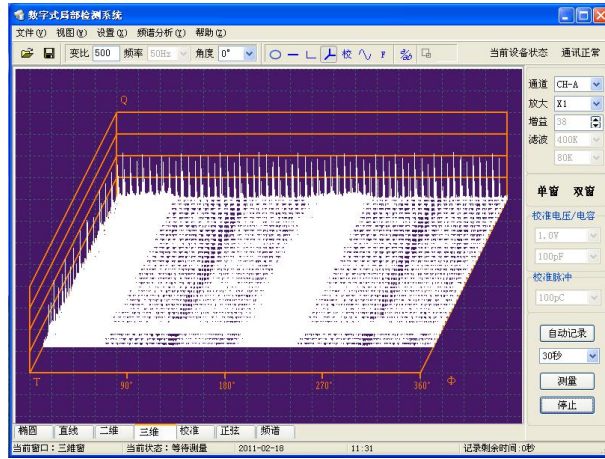 数字式局部检测系统
文件(F) 视图(V) 设置(X) 频谱分析(Y) 帮助(Z)
变比 500 频率 50Hz 角度 0° 校 F 当前设备状态 通讯正常
通道 CH-A
放大 X1
增益 38
滤波 400K
80K
单窗 双窗
校准电压/电容
1.0V
100pF
校准脉冲
100pC
自动记录
30秒
测量
停止
Q
T 90° 180° 270° 360° Φ
椭圆 直线 二维 三维 校准 正弦 频谱
当前窗口：三维窗 当前状态：等待测量 2011-02-18 11:31 记录剩余时间:0秒